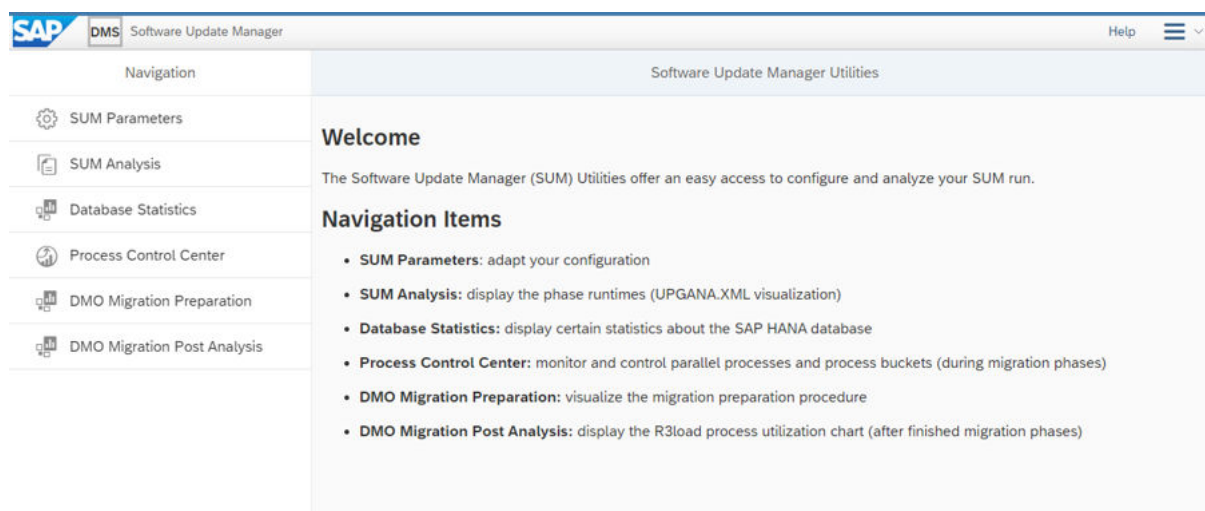 SAP DMS Software Update Manager Help
Navigation
Software Update Manager Utilities
SUM Parameters
SUM Analysis
Database Statistics
Process Control Center
DMO Migration Preparation
DMO Migration Post Analysis
Welcome
The Software Update Manager (SUM) Utilities offer an easy access to configure and analyze your SUM run.
Navigation Items
• SUM Parameters: adapt your configuration
• SUM Analysis: display the phase runtimes (UPGANA.XML visualization)
• Database Statistics: display certain statistics about the SAP HANA database
• Process Control Center: monitor and control parallel processes and process buckets (during migration phases)
• DMO Migration Preparation: visualize the migration preparation procedure
• DMO Migration Post Analysis: display the R3load process utilization chart (after finished migration phases)